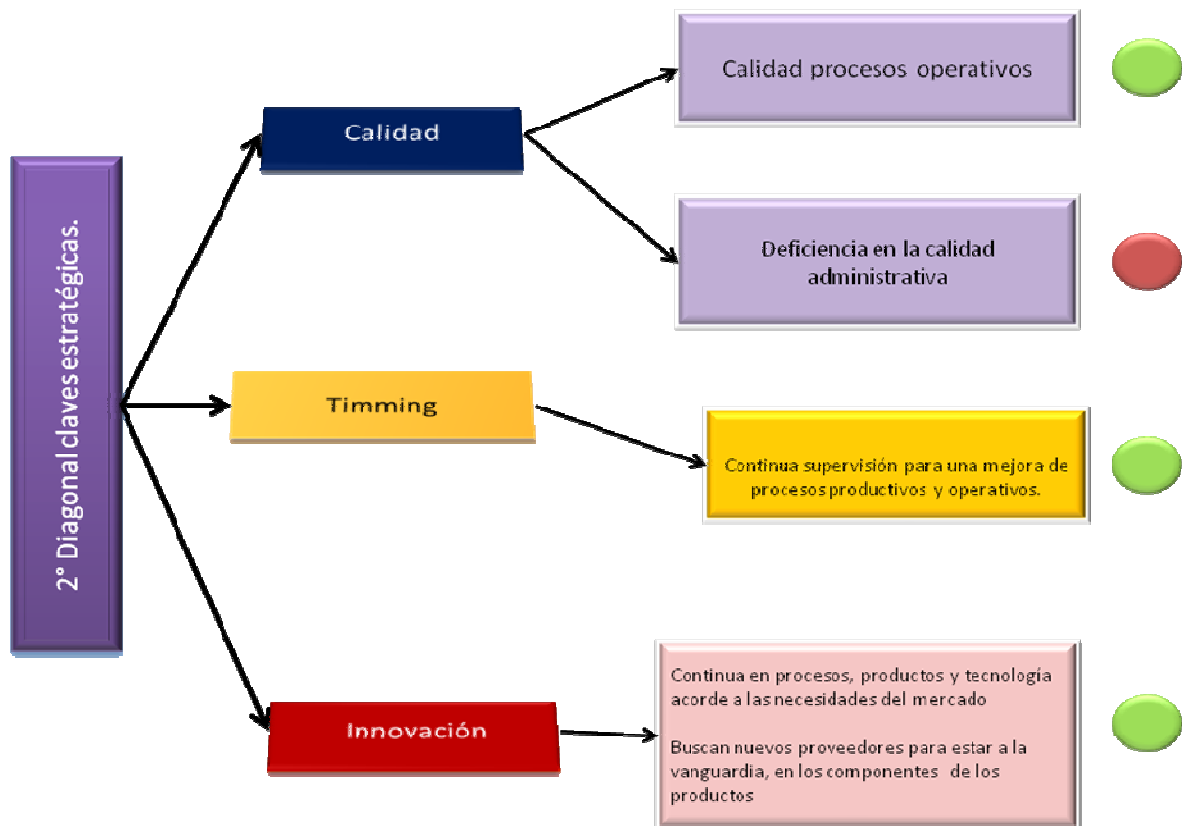 2° Diagonal claves estratégicas.
Calidad
Calidad procesos operativos
Deficiencia en la calidad
administrativa
Timming
Continua supervisión para una mejora de
procesos productivos y operativos.
Innovación
Continua en procesos, productos y tecnología
acorde a las necesidades del mercado
Buscan nuevos proveedores para estar a la
vanguardia, en los componentes de los
productos